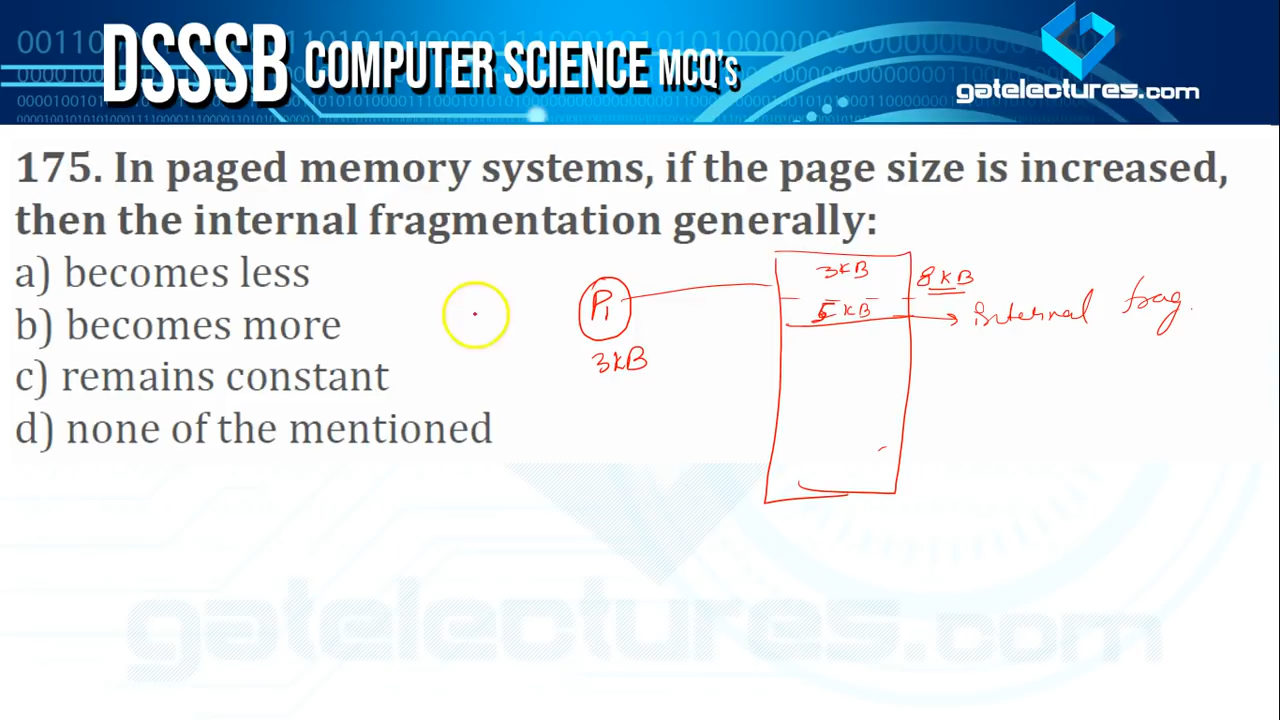 DSSSB COMPUTER SCIENCE MCQ's
gatelectures.com
175. In paged memory systems, if the page size is increased,
then the internal fragmentation generally:
a) becomes less
b) becomes more
c) remains constant
d) none of the mentioned
P1
3kB
3kB
8kB
5kB
Internal frag.
gatelectures.com